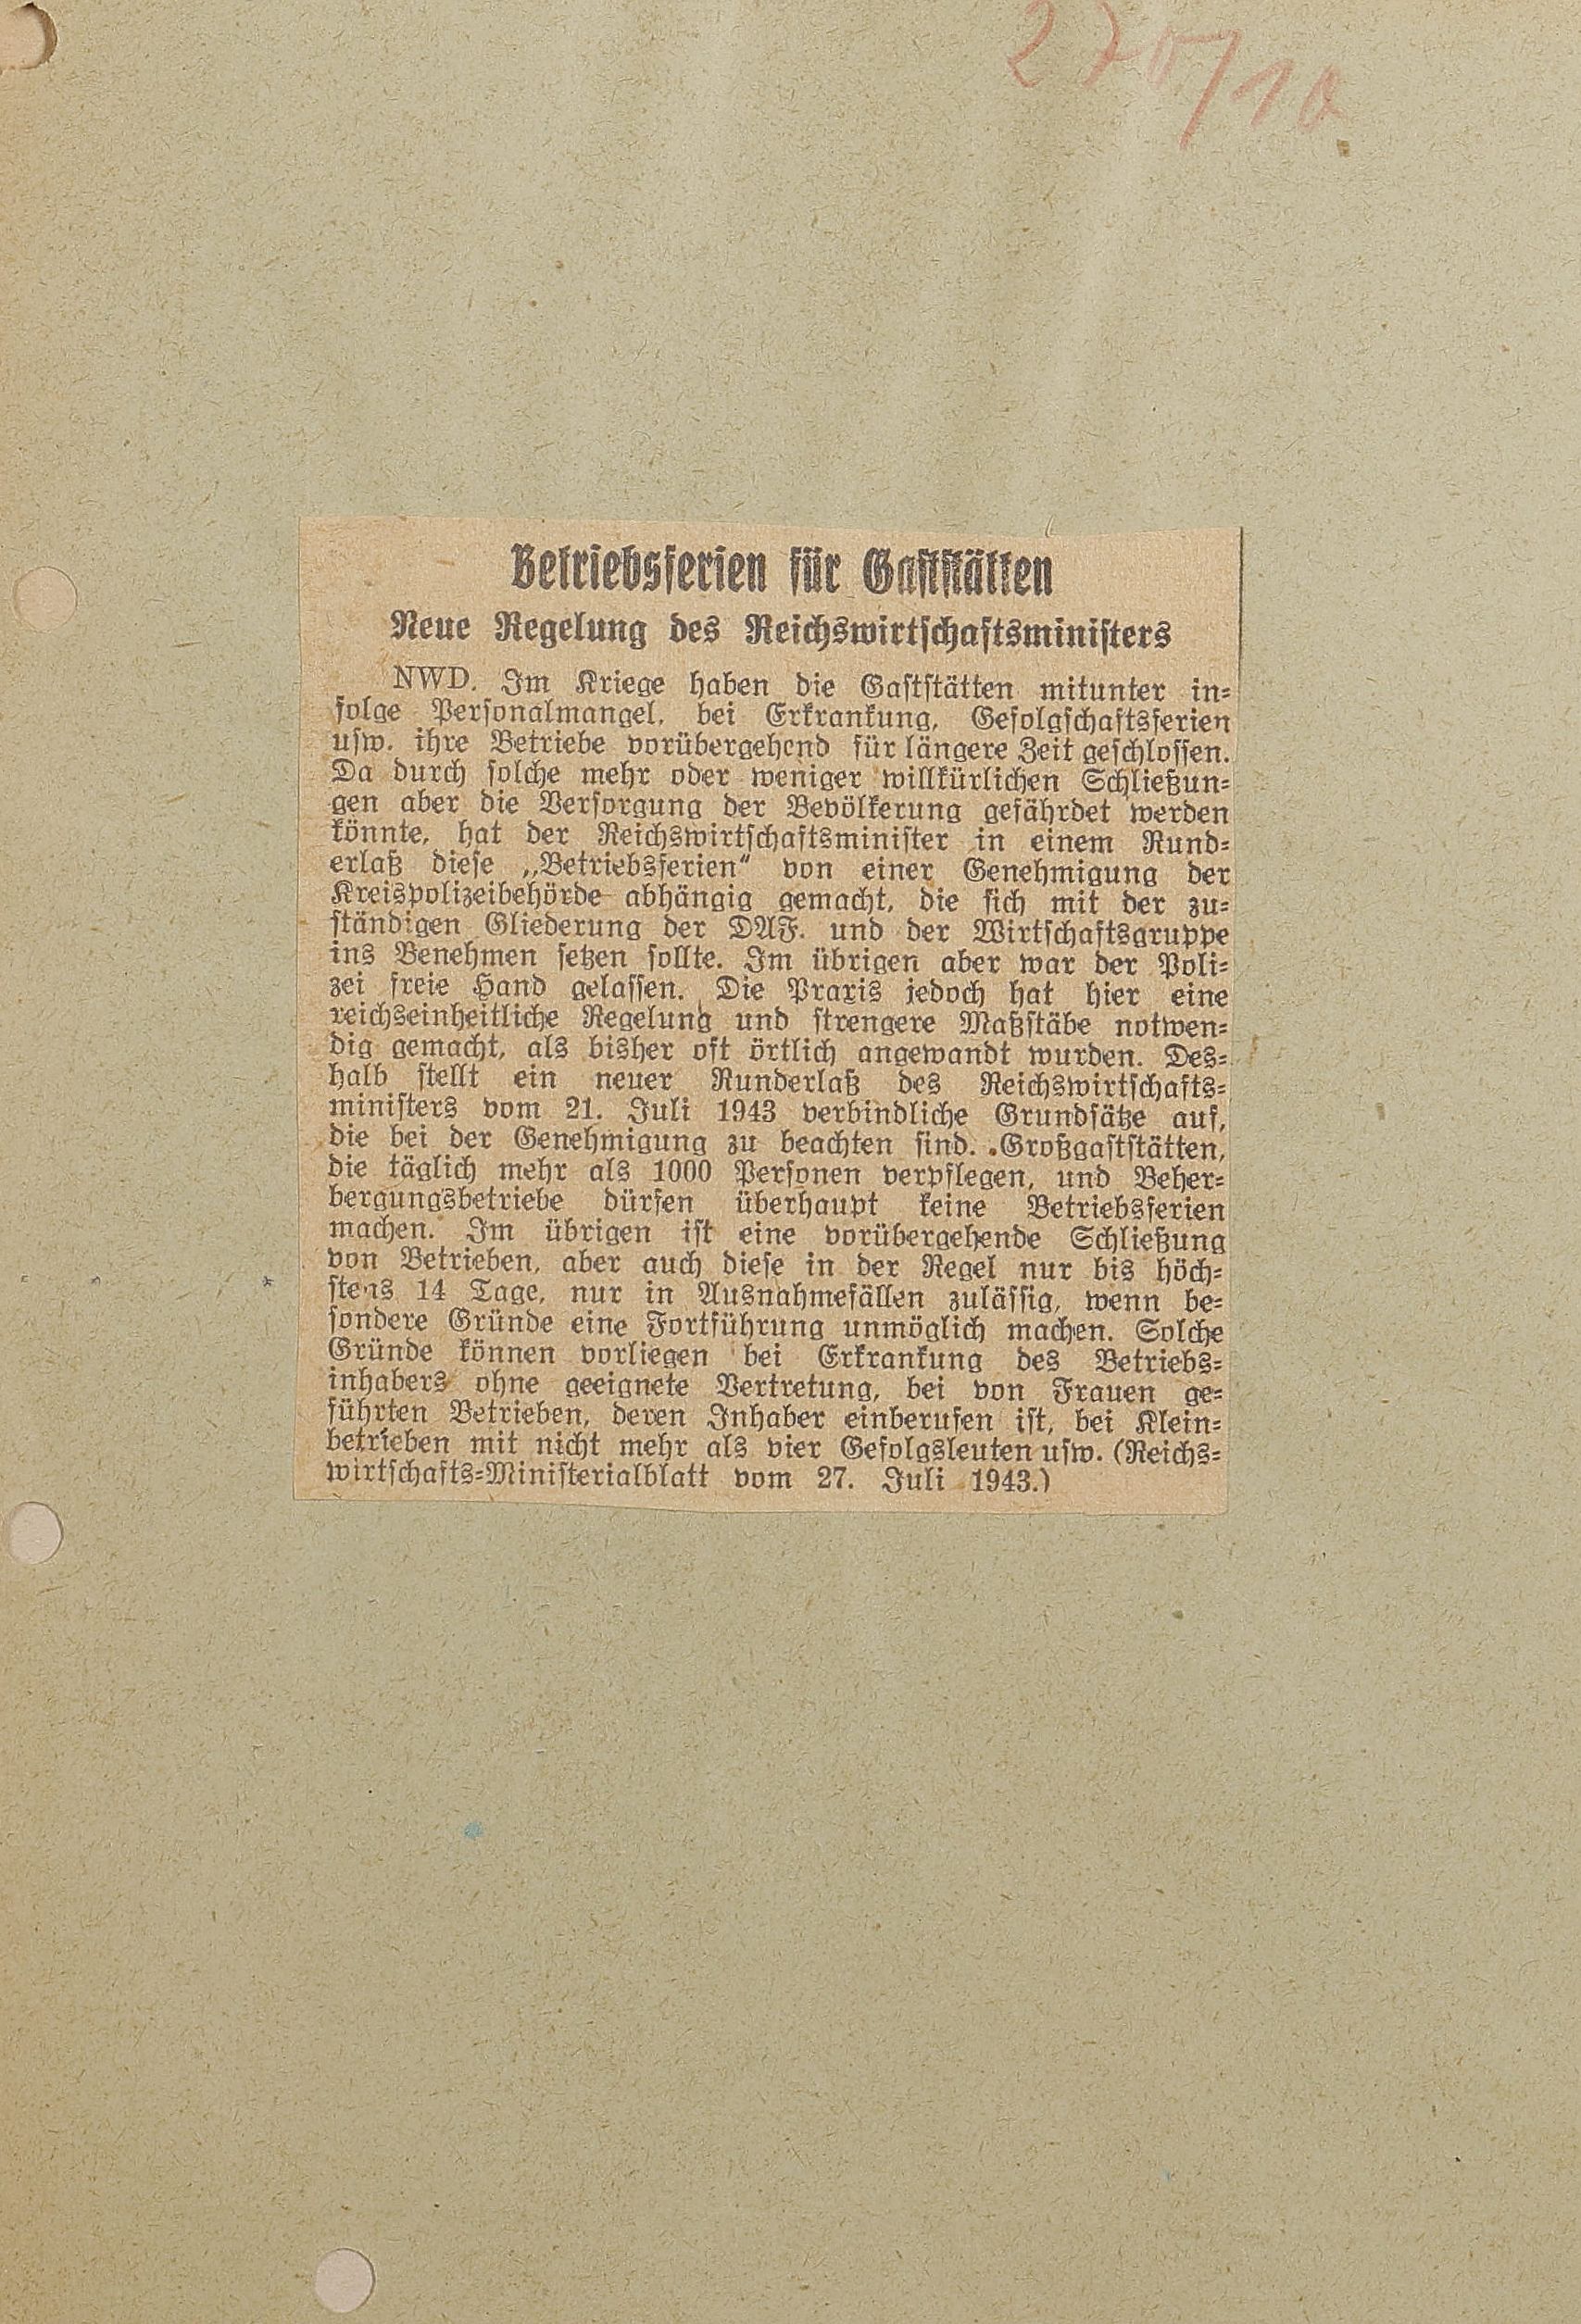 Betriebsferien für Gaststätten
Neue Regelung des Reichswirtschaftsministers
NWD. Im Kriege haben die Gaststätten mitunter in=
folge Personalmangel, bei Erkrankung, Gefolgschaftsferien
usw. ihre Betriebe vorübergehend für längere Zeit geschlossen.
Da durch solche mehr oder weniger willkürlichen Schließun=
gen aber die Versorgung der Bevölkerung gefährdet werden
könnte, hat der Reichswirtschaftsminister in einem Rund=
erlaß diese „Betriebsferien“ von einer Genehmigung der
Kreispolizeibehörde abhängig gemacht, die sich mit der zu=
ständigen Gliederung der DAF. und der Wirtschaftsgruppe
ins Benehmen setzen sollte. Im übrigen aber war der Poli=
zei freie Hand gelassen. Die Praxis jedoch hat hier eine
reichseinheitliche Regelung und strengere Maßstäbe notwen=
dig gemacht, als bisher oft örtlich angewandt wurden. Des=
halb stellt ein neuer Runderlaß des Reichswirtschafts=
ministers vom 21. Juli 1943 verbindliche Grundsätze auf,
die bei der Genehmigung zu beachten sind. Großgaststätten,
die täglich mehr als 1000 Personen verpflegen, und Beher=
bergungsbetriebe dürfen überhaupt keine Betriebsferien
machen. Im übrigen ist eine vorübergehende Schließung
von Betrieben, aber auch diese in der Regel nur bis höch=
stens 14 Tage, nur in Ausnahmefällen zulässig, wenn be=
sondere Gründe eine Fortführung unmöglich machen. Solche
Gründe können vorliegen bei Erkrankung des Betriebs=
inhabers ohne geeignete Vertretung, bei von Frauen ge=
führten Betrieben, deren Inhaber einberufen ist, bei Klein=
betrieben mit nicht mehr als vier Gefolgsleuten usw. (Reichs=
wirtschafts=Ministerialblatt vom 27. Juli 1943.)